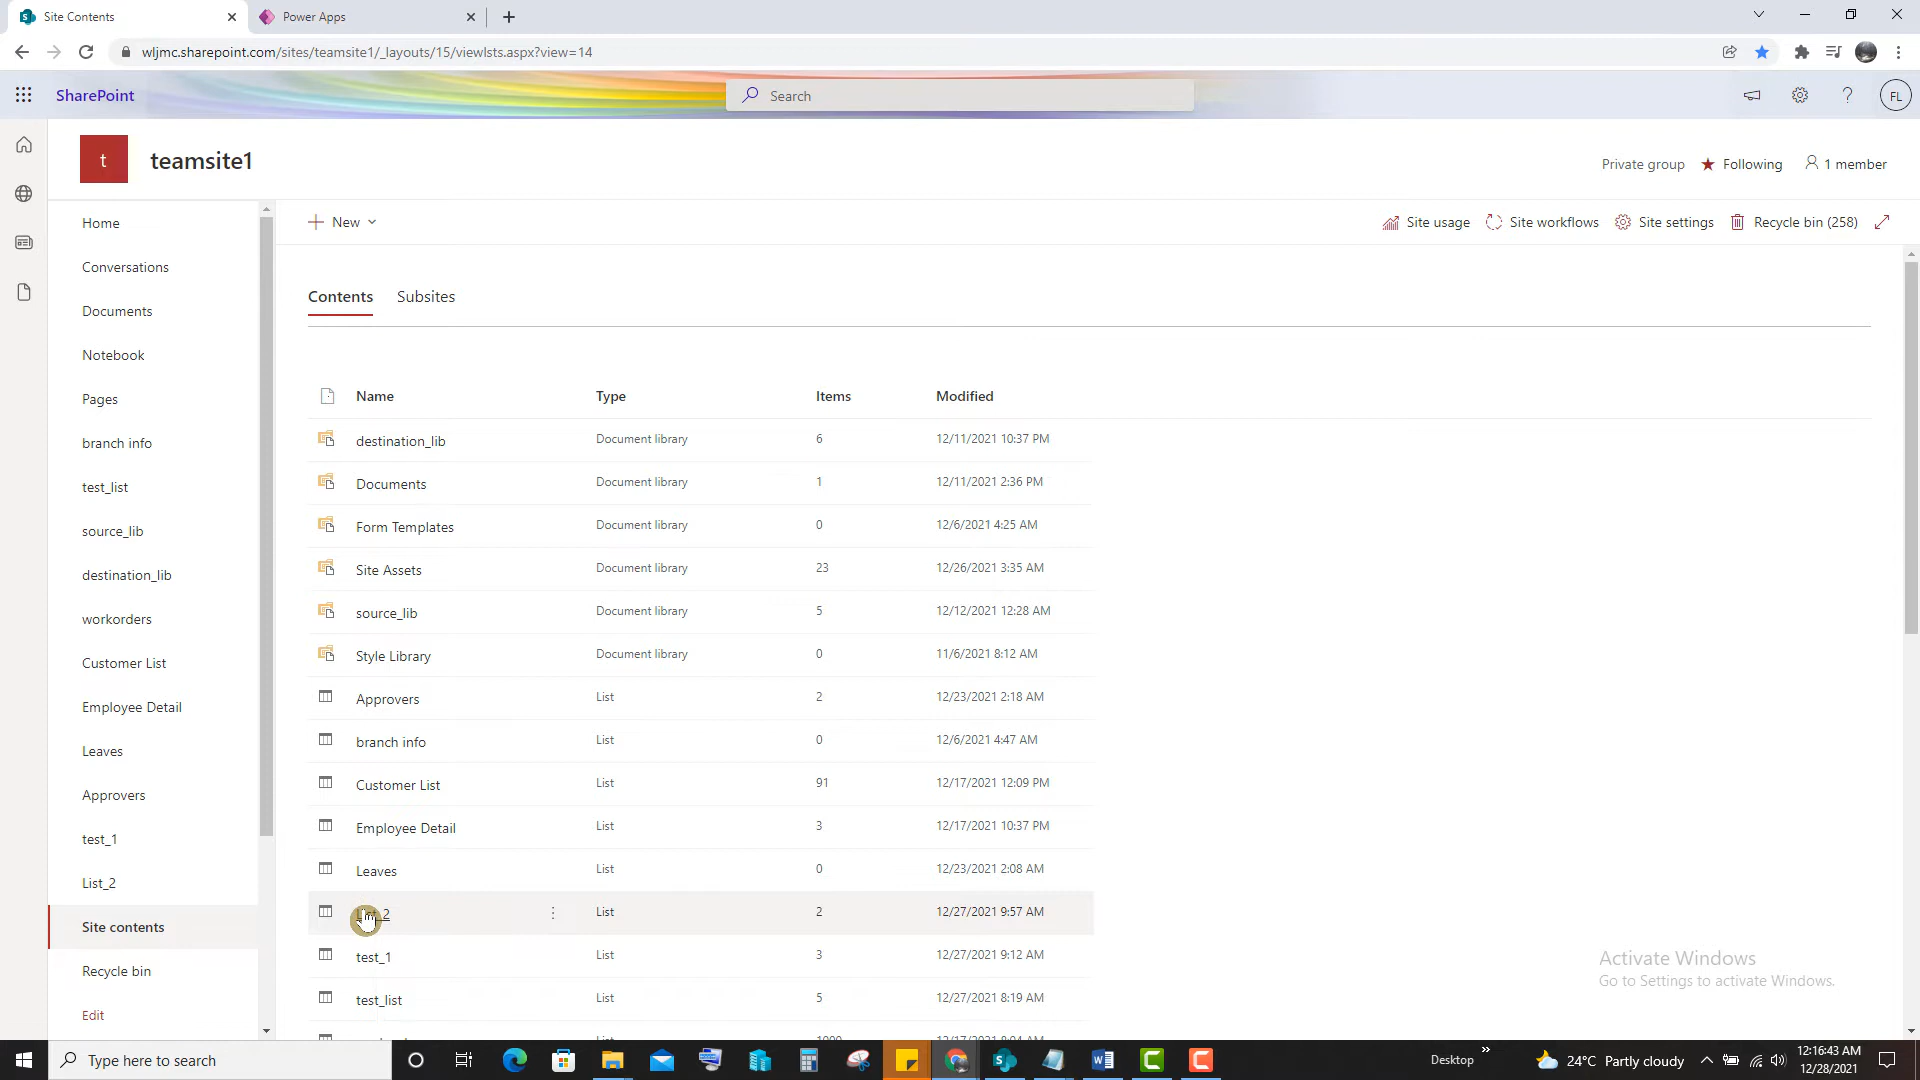 Site Contents
Power Apps
wljmc.sharepoint.com/sites/teamsite1/_layouts/15/viewlsts.aspx?view=14
SharePoint
Search
FL
t
teamsite1
Private group
Following
1 member
Home
Conversations
Documents
Notebook
Pages
branch info
test_list
source_lib
destination_lib
workorders
Customer List
Employee Detail
Leaves
Approvers
test_1
List_2
Site contents
Recycle bin
Edit
New
Site usage
Site workflows
Site settings
Recycle bin (258)
Contents
Subsites
Name Type Items Modified
destination_lib Document library 6 12/11/2021 10:37 PM
Documents Document library 1 12/11/2021 2:36 PM
Form Templates Document library 0 12/6/2021 4:25 AM
Site Assets Document library 23 12/26/2021 3:35 AM
source_lib Document library 5 12/12/2021 12:28 AM
Style Library Document library 0 11/6/2021 8:12 AM
Approvers List 2 12/23/2021 2:18 AM
branch info List 0 12/6/2021 4:47 AM
Customer List List 91 12/17/2021 12:09 PM
Employee Detail List 3 12/17/2021 10:37 PM
Leaves List 0 12/23/2021 2:08 AM
List_2 List 2 12/27/2021 9:57 AM
test_1 List 3 12/27/2021 9:12 AM
test_list List 5 12/27/2021 8:19 AM
Activate Windows
Go to Settings to activate Windows.
Type here to search
Desktop
24°C Partly cloudy
12:16:43 AM
12/28/2021